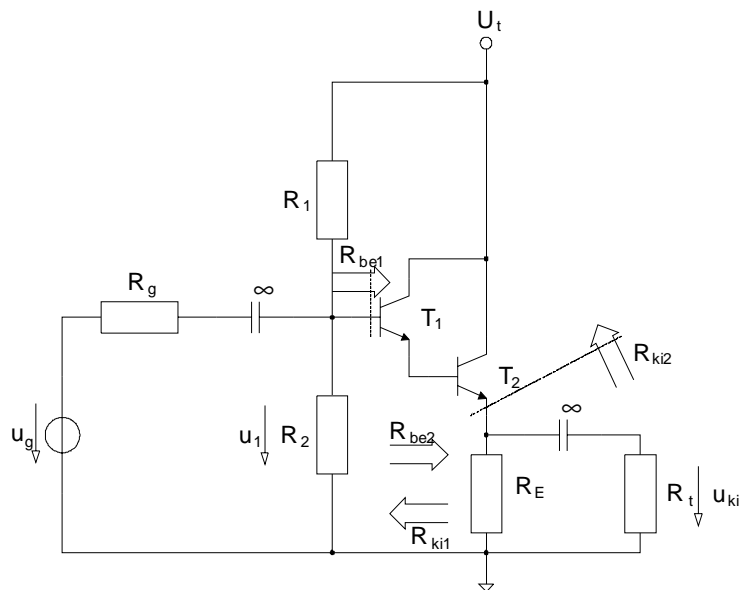 U_t
R_1
R_be1
R_g
∞
T_1
T_2
R_ki2
∞
u_g
u_1
R_2
R_be2
R_E
R_t
u_ki
R_ki1